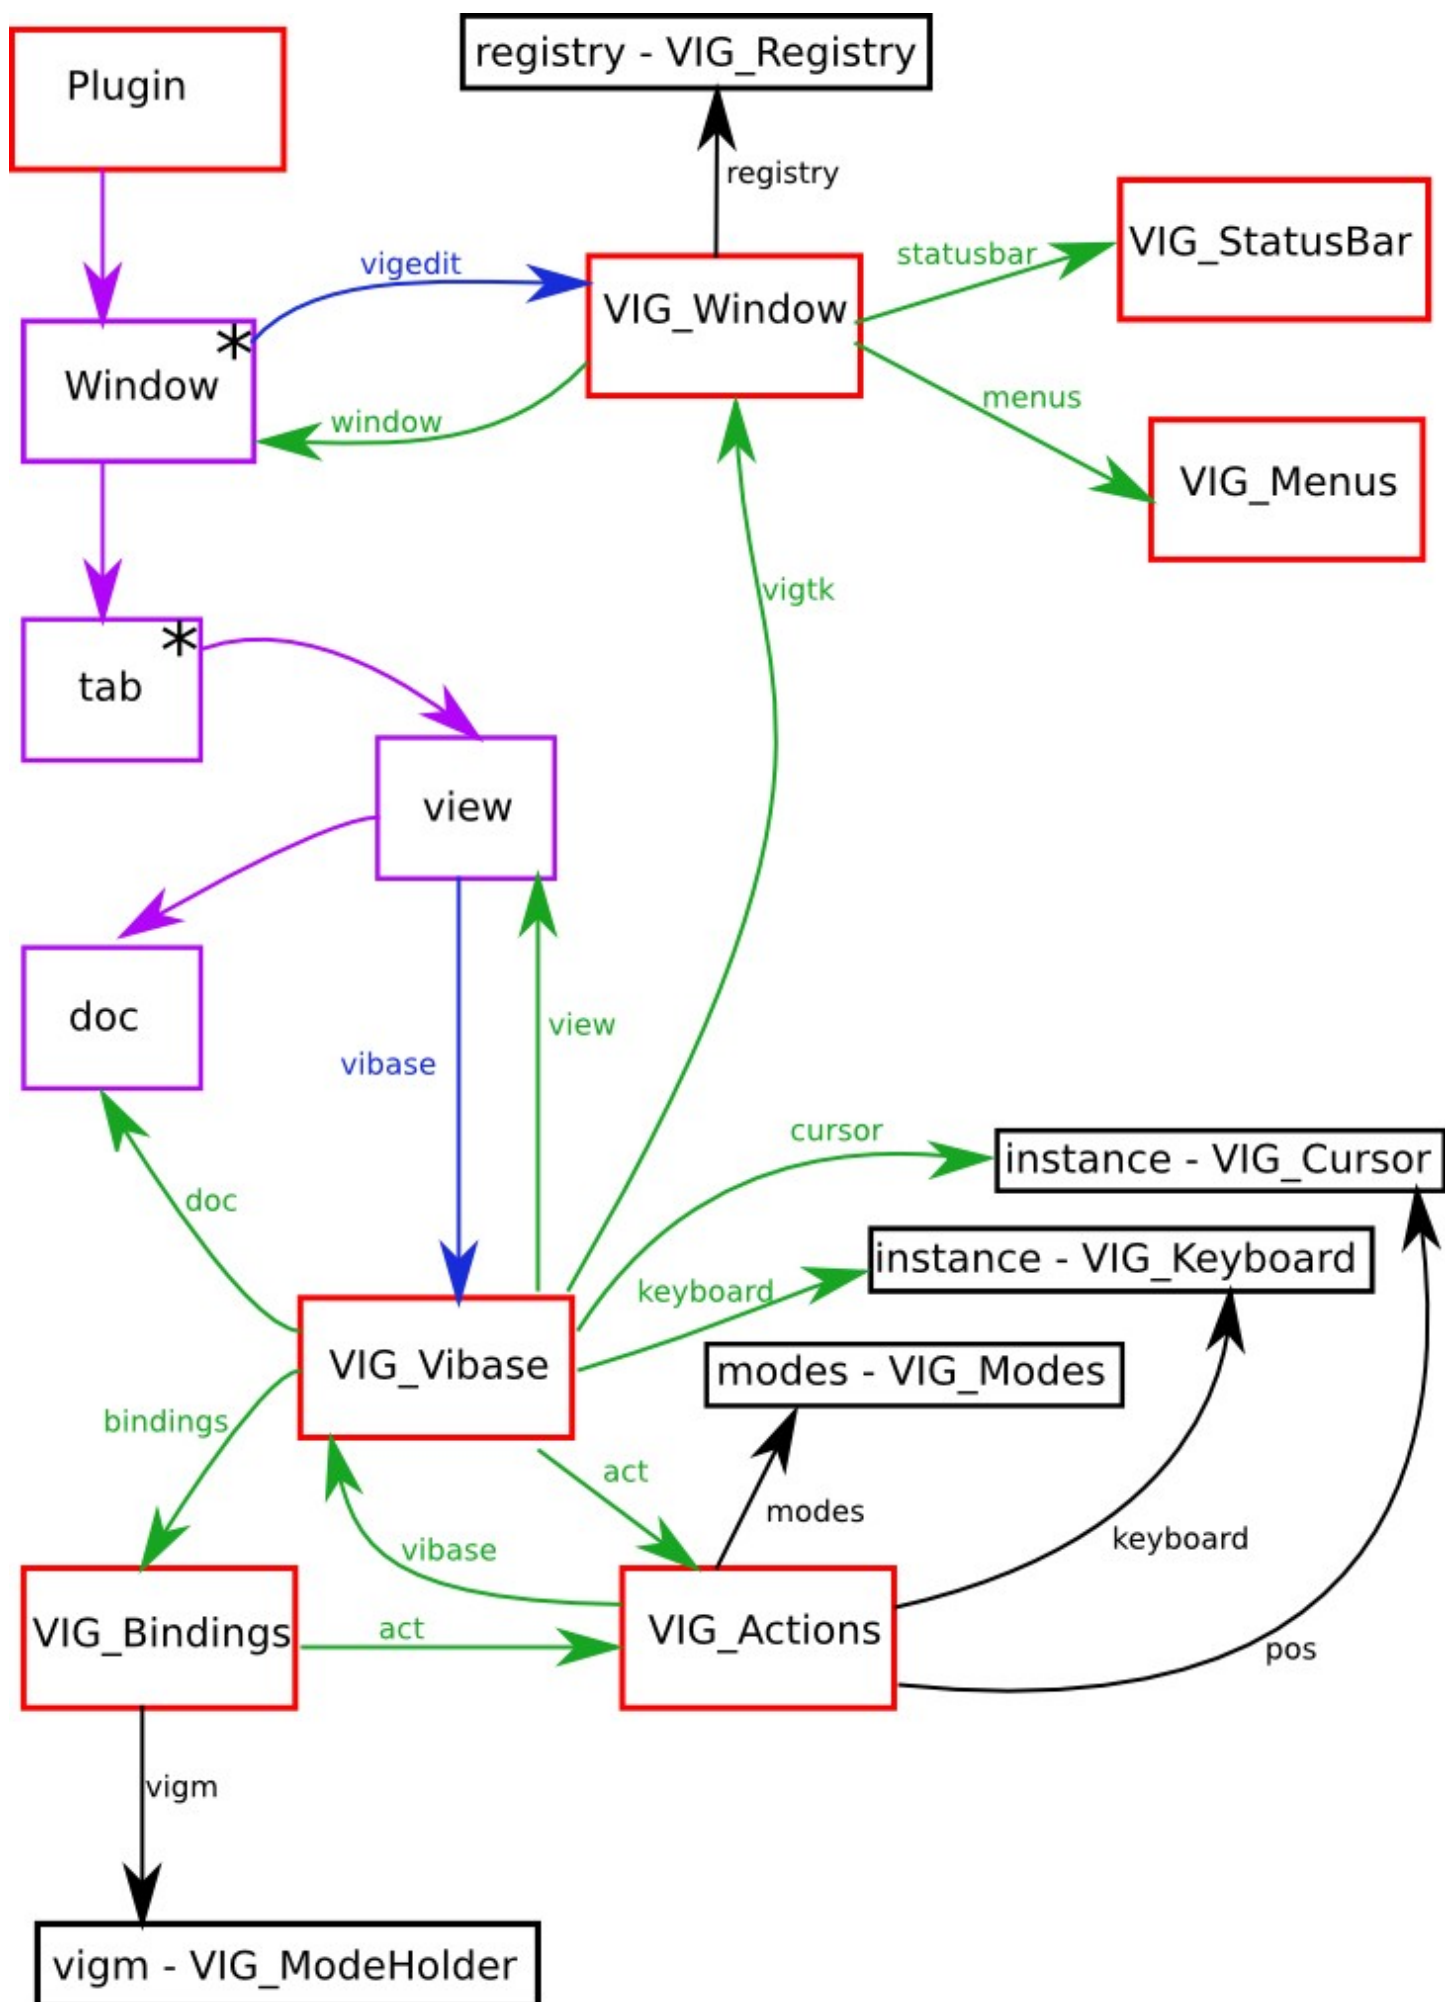 registry - VIG_Registry
Plugin
registry
VIG_StatusBar
statusbar
vigedit
VIG_Window
*
Window
menus
window
VIG_Menus
vigtk
*
tab
view
doc
view
vibase
cursor
instance - VIG_Cursor
doc
instance - VIG_Keyboard
keyboard
VIG_Vibase
modes - VIG_Modes
bindings
act
modes
keyboard
vibase
VIG_Bindings
act
VIG_Actions
pos
vigm
vigm - VIG_ModeHolder